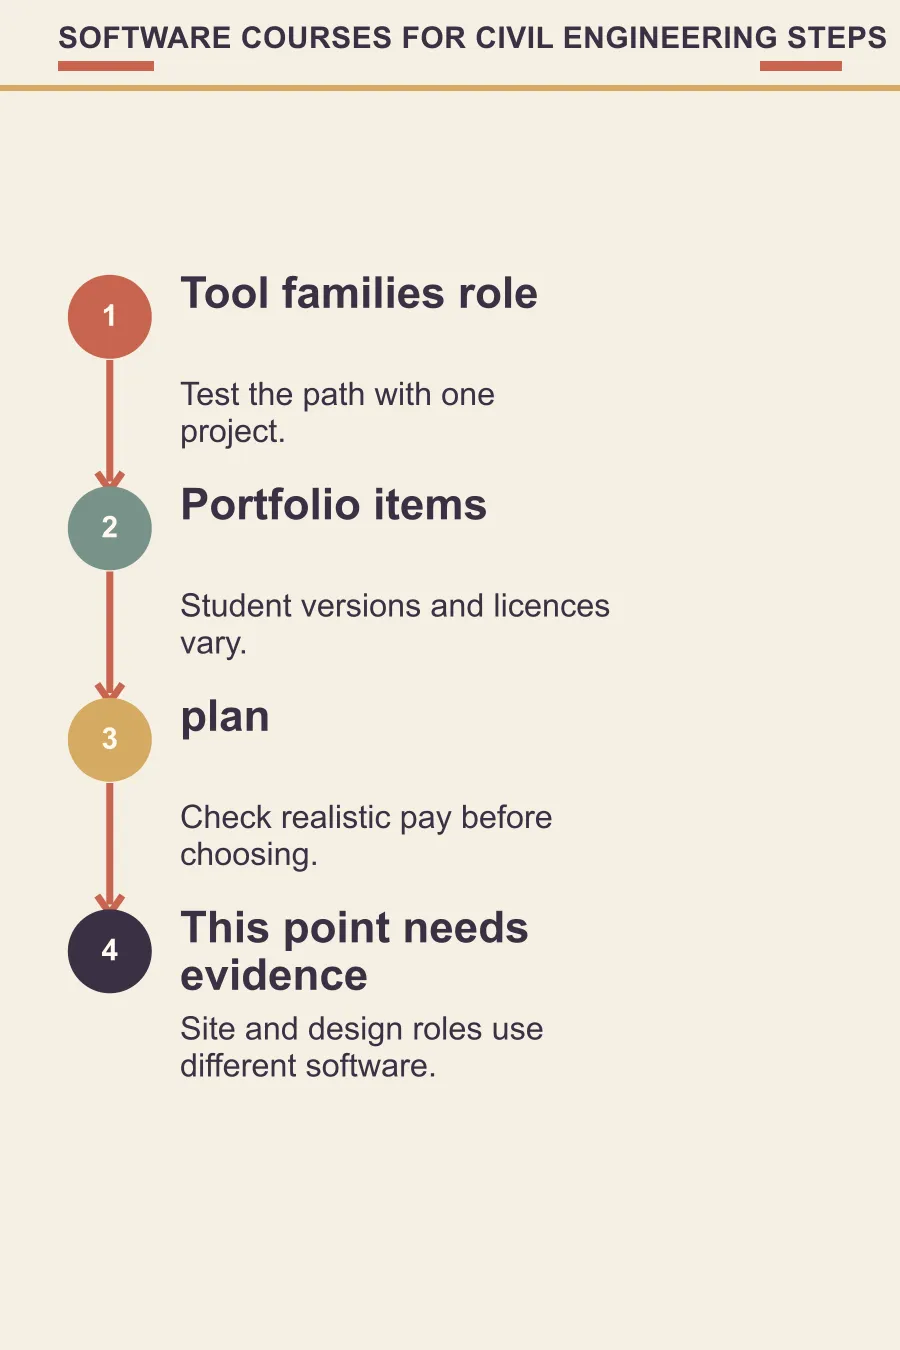 SOFTWARE COURSES FOR CIVIL ENGINEERING STEPS
1
Tool families role
Test the path with one
project.
2
Portfolio items
Student versions and licences
vary.
3
plan
Check realistic pay before
choosing.
4
This point needs
evidence
Site and design roles use
different software.